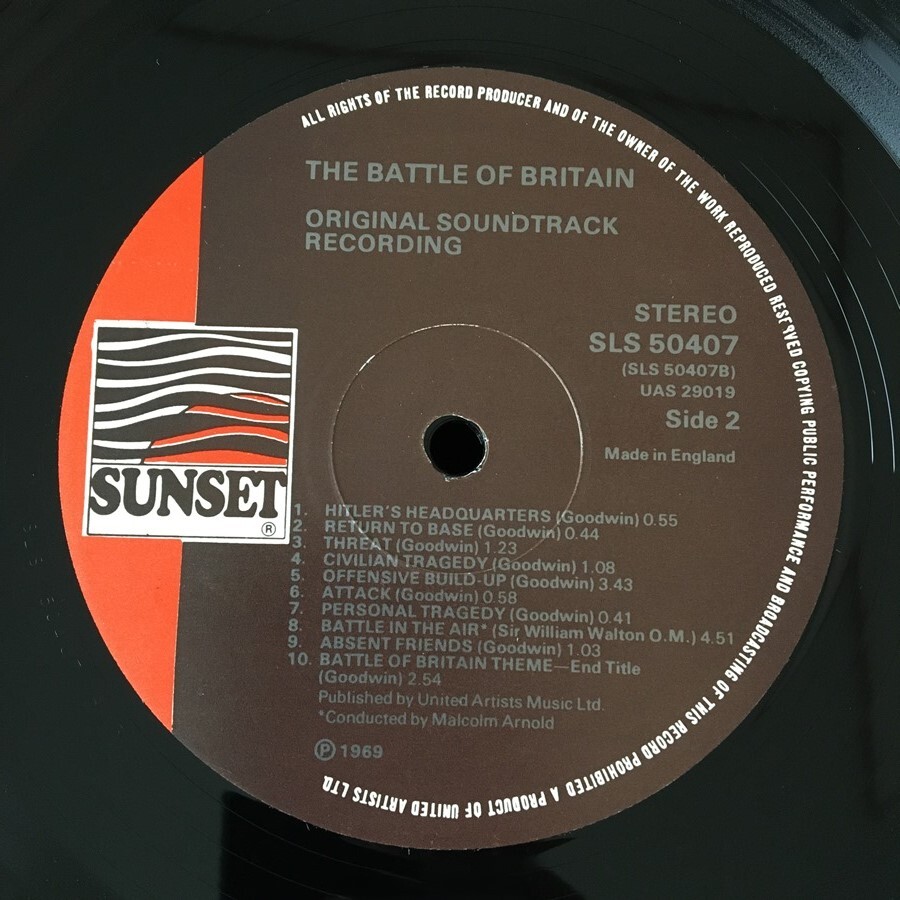 ALL RIGHTS OF THE RECORD PRODUCER AND OF THE OWNER OF THE WORK REPRODUCED RESERVED COPYING PUBLIC PERFORMANCE AND BROADCASTING OF THIS RECORD PROHIBITED A PRODUCT OF UNITED ARTISTS LTD.
THE BATTLE OF BRITAIN
ORIGINAL SOUNDTRACK
RECORDING
STEREO
SLS 50407
(SLS 50407B)
UAS 29019
Side 2
Made in England
SUNSET
®
1. HITLER'S HEADQUARTERS (Goodwin) 0.55
2. RETURN TO BASE (Goodwin) 0.44
3. THREAT (Goodwin) 1.23
4. CIVILIAN TRAGEDY (Goodwin) 1.08
5. OFFENSIVE BUILD-UP (Goodwin) 3.43
6. ATTACK (Goodwin) 0.58
7. PERSONAL TRAGEDY (Goodwin) 0.41
8. BATTLE IN THE AIR* (Sir William Walton O.M.) 4.51
9. ABSENT FRIENDS (Goodwin) 1.03
10. BATTLE OF BRITAIN THEME—End Title
(Goodwin) 2.54
Published by United Artists Music Ltd.
*Conducted by Malcolm Arnold
℗ 1969